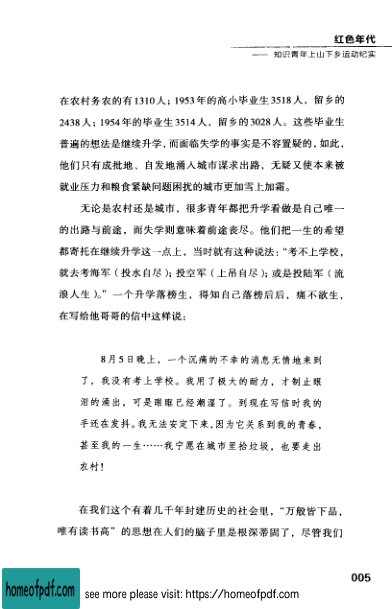 红色年代
—— 知识青年上山下乡运动纪实
在农村务农的有1310人；1953年的高小毕业生3518人，留乡的
2438人；1954年的毕业生3514人，留乡的3028人。这些毕业生
普遍的想法是继续升学，而面临失学的事实是不容置疑的，如此，
他们只有成批地、自发地涌入城市谋求出路，无疑又使本来被
就业压力和粮食紧缺问题困扰的城市更加雪上加霜。
无论是农村还是城市，很多青年都把升学看做是自己唯一
的出路与前途，而失学则意味着前途丧尽。他们把一生的希望
都寄托在继续升学这一点上，当时就有这种说法：“考不上学校，
就去考海军（投水自尽）；投空军（上吊自尽）；或是投陆军（流
浪人生）。”一个升学落榜生，得知自己落榜后后，痛不欲生，
在写给他哥哥的信中这样说：
8月5日晚上，一个沉痛的不幸的消息无情地来到
了，我没有考上学校。我用了极大的耐力，才制止眼
泪的涌出，可是眼眶已经潮湿了。到现在写信时我的
手还在发抖。我无法安定下来，因为它关系到我的青春，
甚至我的一生……我宁愿在城市里拾垃圾，也要走出
农村！
在我们这个有着几千年封建历史的社会里，“万般皆下品，
唯有读书高”的思想在人们的脑子里是根深蒂固了，尽管我们
005
homeofpdf.com
see more please visit: https://homeofpdf.com